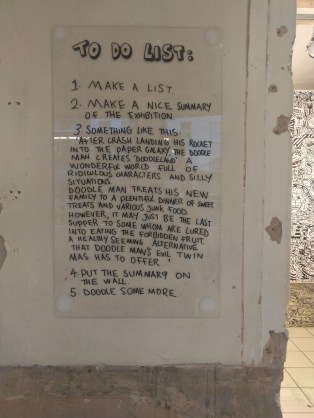 TO DO LIST:
1. MAKE A LIST
2. MAKE A NICE SUMMARY
OF THE EXHIBITION.
3 SOMETHING LIKE THIS:
"AFTER CRASH LANDING HIS ROCKET
INTO THE PAPER GALAXY, THE DOODLE
MAN CREATES 'DOODLELAND' A
WONDERFUL WORLD FULL OF
RIDICULOUS CHARACTERS AND SILLY
SITUATIONS.
DOODLE MAN TREATS HIS NEW
FAMILY TO A PLENTIFUL DINNER OF SWEET
TREATS AND VARIOUS JUNK FOOD.
HOWEVER, IT MAY JUST BE THE LAST
SUPPER TO SOME WHOM ARE LURED
INTO EATING THE FORBIDDEN FRUIT.
A HEALTHY SEEMING ALTERNATIVE
THAT DOODLE MAN'S EVIL TWIN
MAS HAS TO OFFER..."
4. PUT THE SUMMARY ON
THE WALL.
5. DOODLE SOME MORE